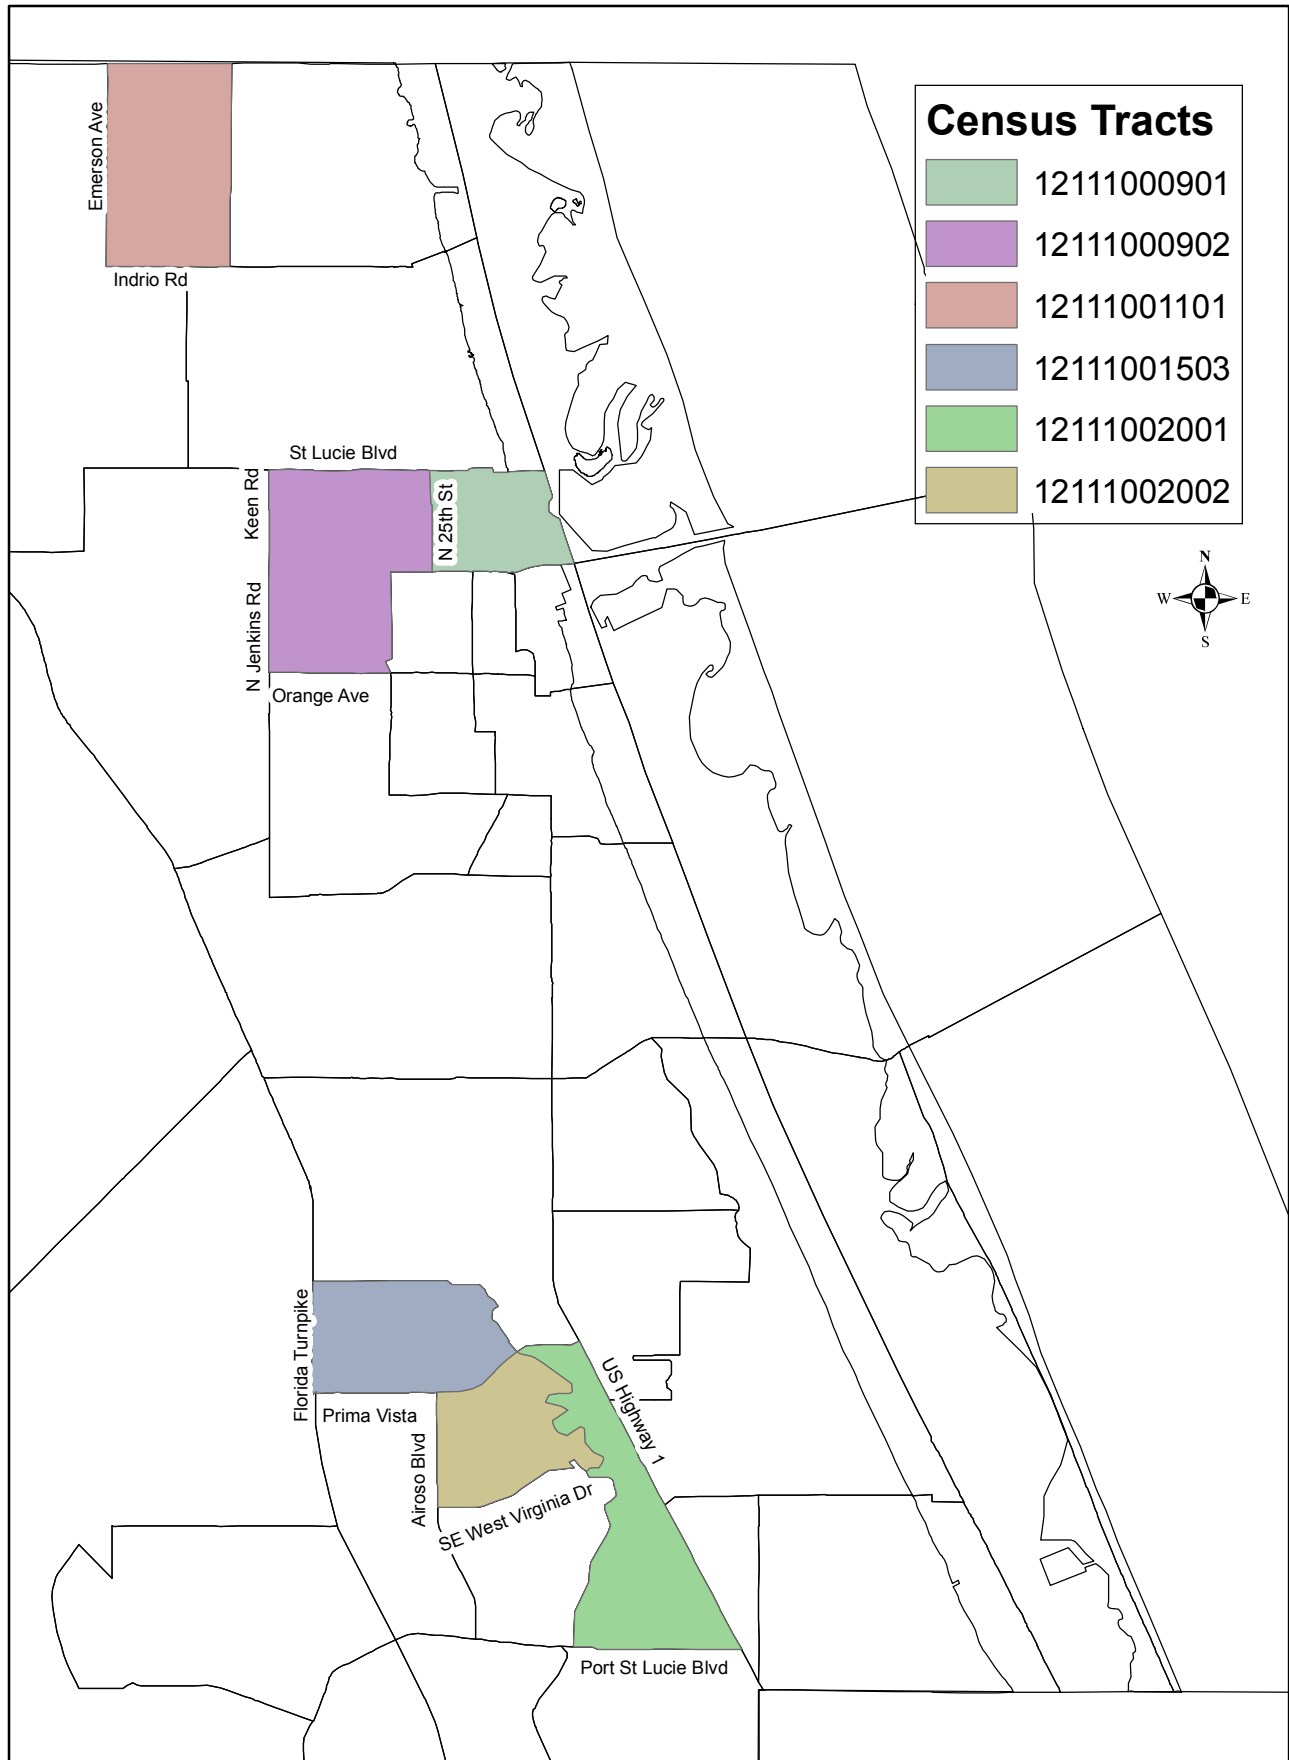 Census Tracts
12111000901
12111000902
12111001101
12111001503
12111002001
12111002002
Emerson Ave
Indrio Rd
St Lucie Blvd
Keen Rd
N 25th St
N
W E
S
N Jenkins Rd
Orange Ave
Florida Turnpike
Prima Vista
US Highway 1
Airoso Blvd
SE West Virginia Dr
Port St Lucie Blvd